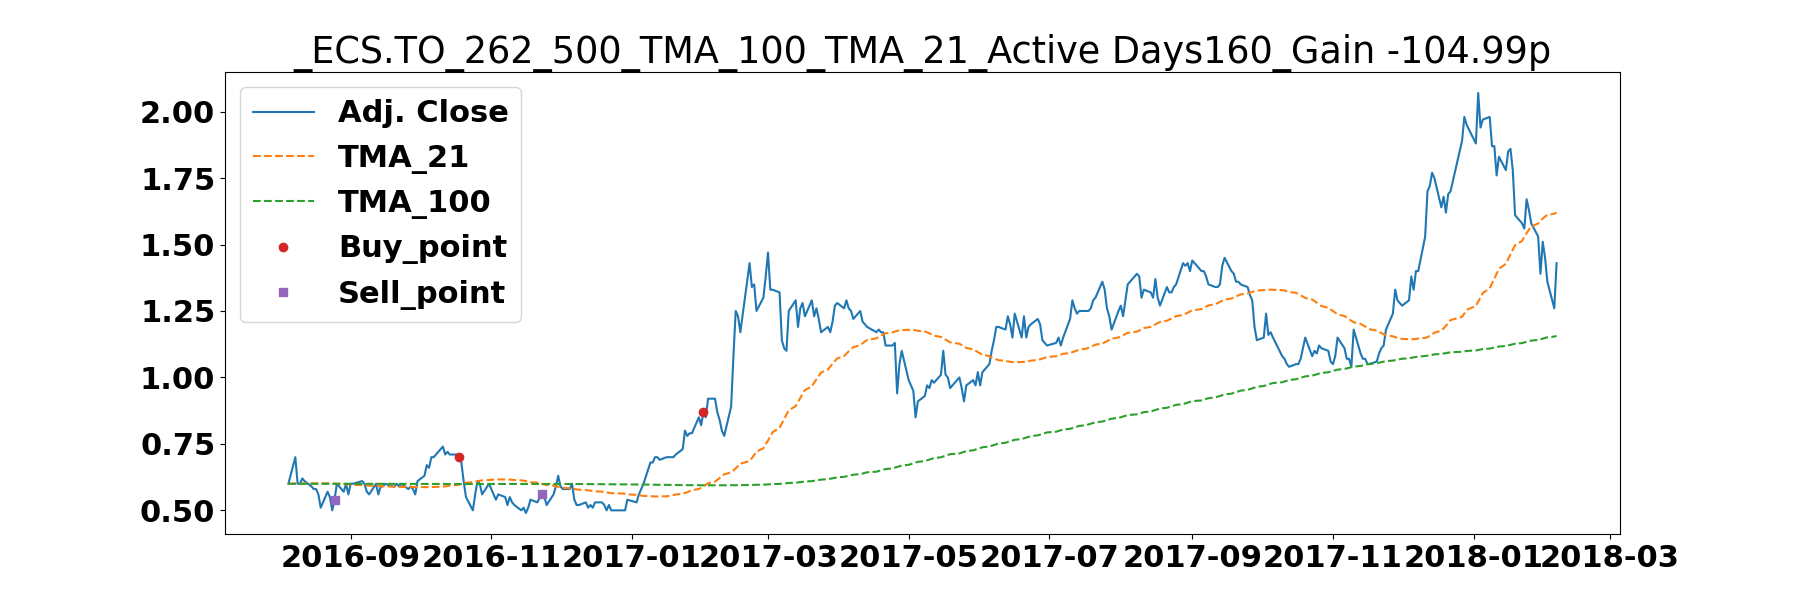 _ECS.TO_262_500_TMA_100_TMA_21_Active Days160_Gain -104.99p
2.00
1.75
1.50
1.25
1.00
0.75
0.50
Adj. Close
TMA_21
TMA_100
Buy_point
Sell_point
2016-09 2016-11 2017-01 2017-03 2017-05 2017-07 2017-09 2017-11 2018-01 2018-03